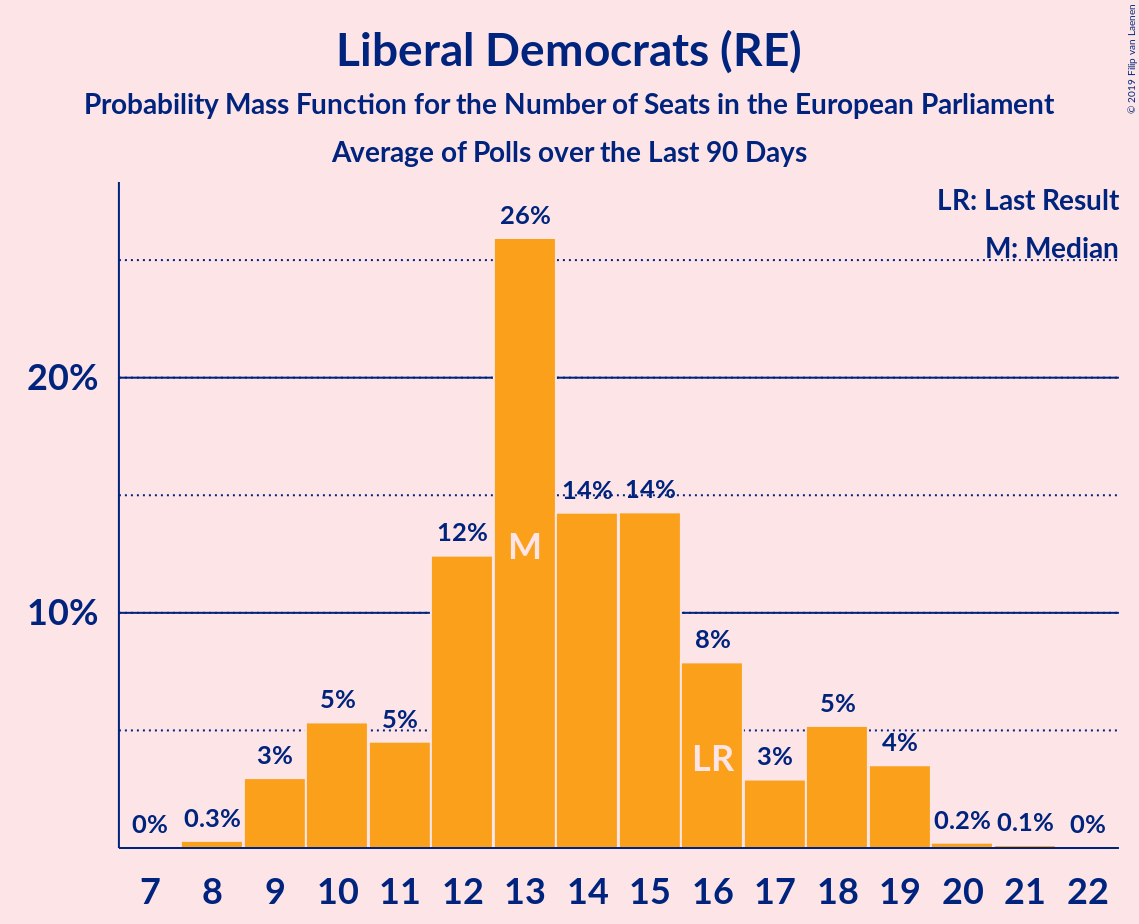 Liberal Democrats (RE)
Probability Mass Function for the Number of Seats in the European Parliament
Average of Polls over the Last 90 Days
© 2019 Filip van Laenen
LR: Last Result
M: Median
20%
10%
0%
0.3%
3%
5%
5%
12%
26%
14%
14%
8%
3%
5%
4%
0.2%
0.1%
0%
M
LR
7 8 9 10 11 12 13 14 15 16 17 18 19 20 21 22